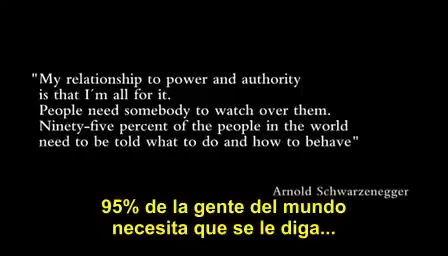 "My relationship to power and authority
is that I´m all for it.
People need somebody to watch over them.
Ninety-five percent of the people in the world
need to be told what to do and how to behave"
Arnold Schwarzenegger
95% de la gente del mundo
necesita que se le diga...